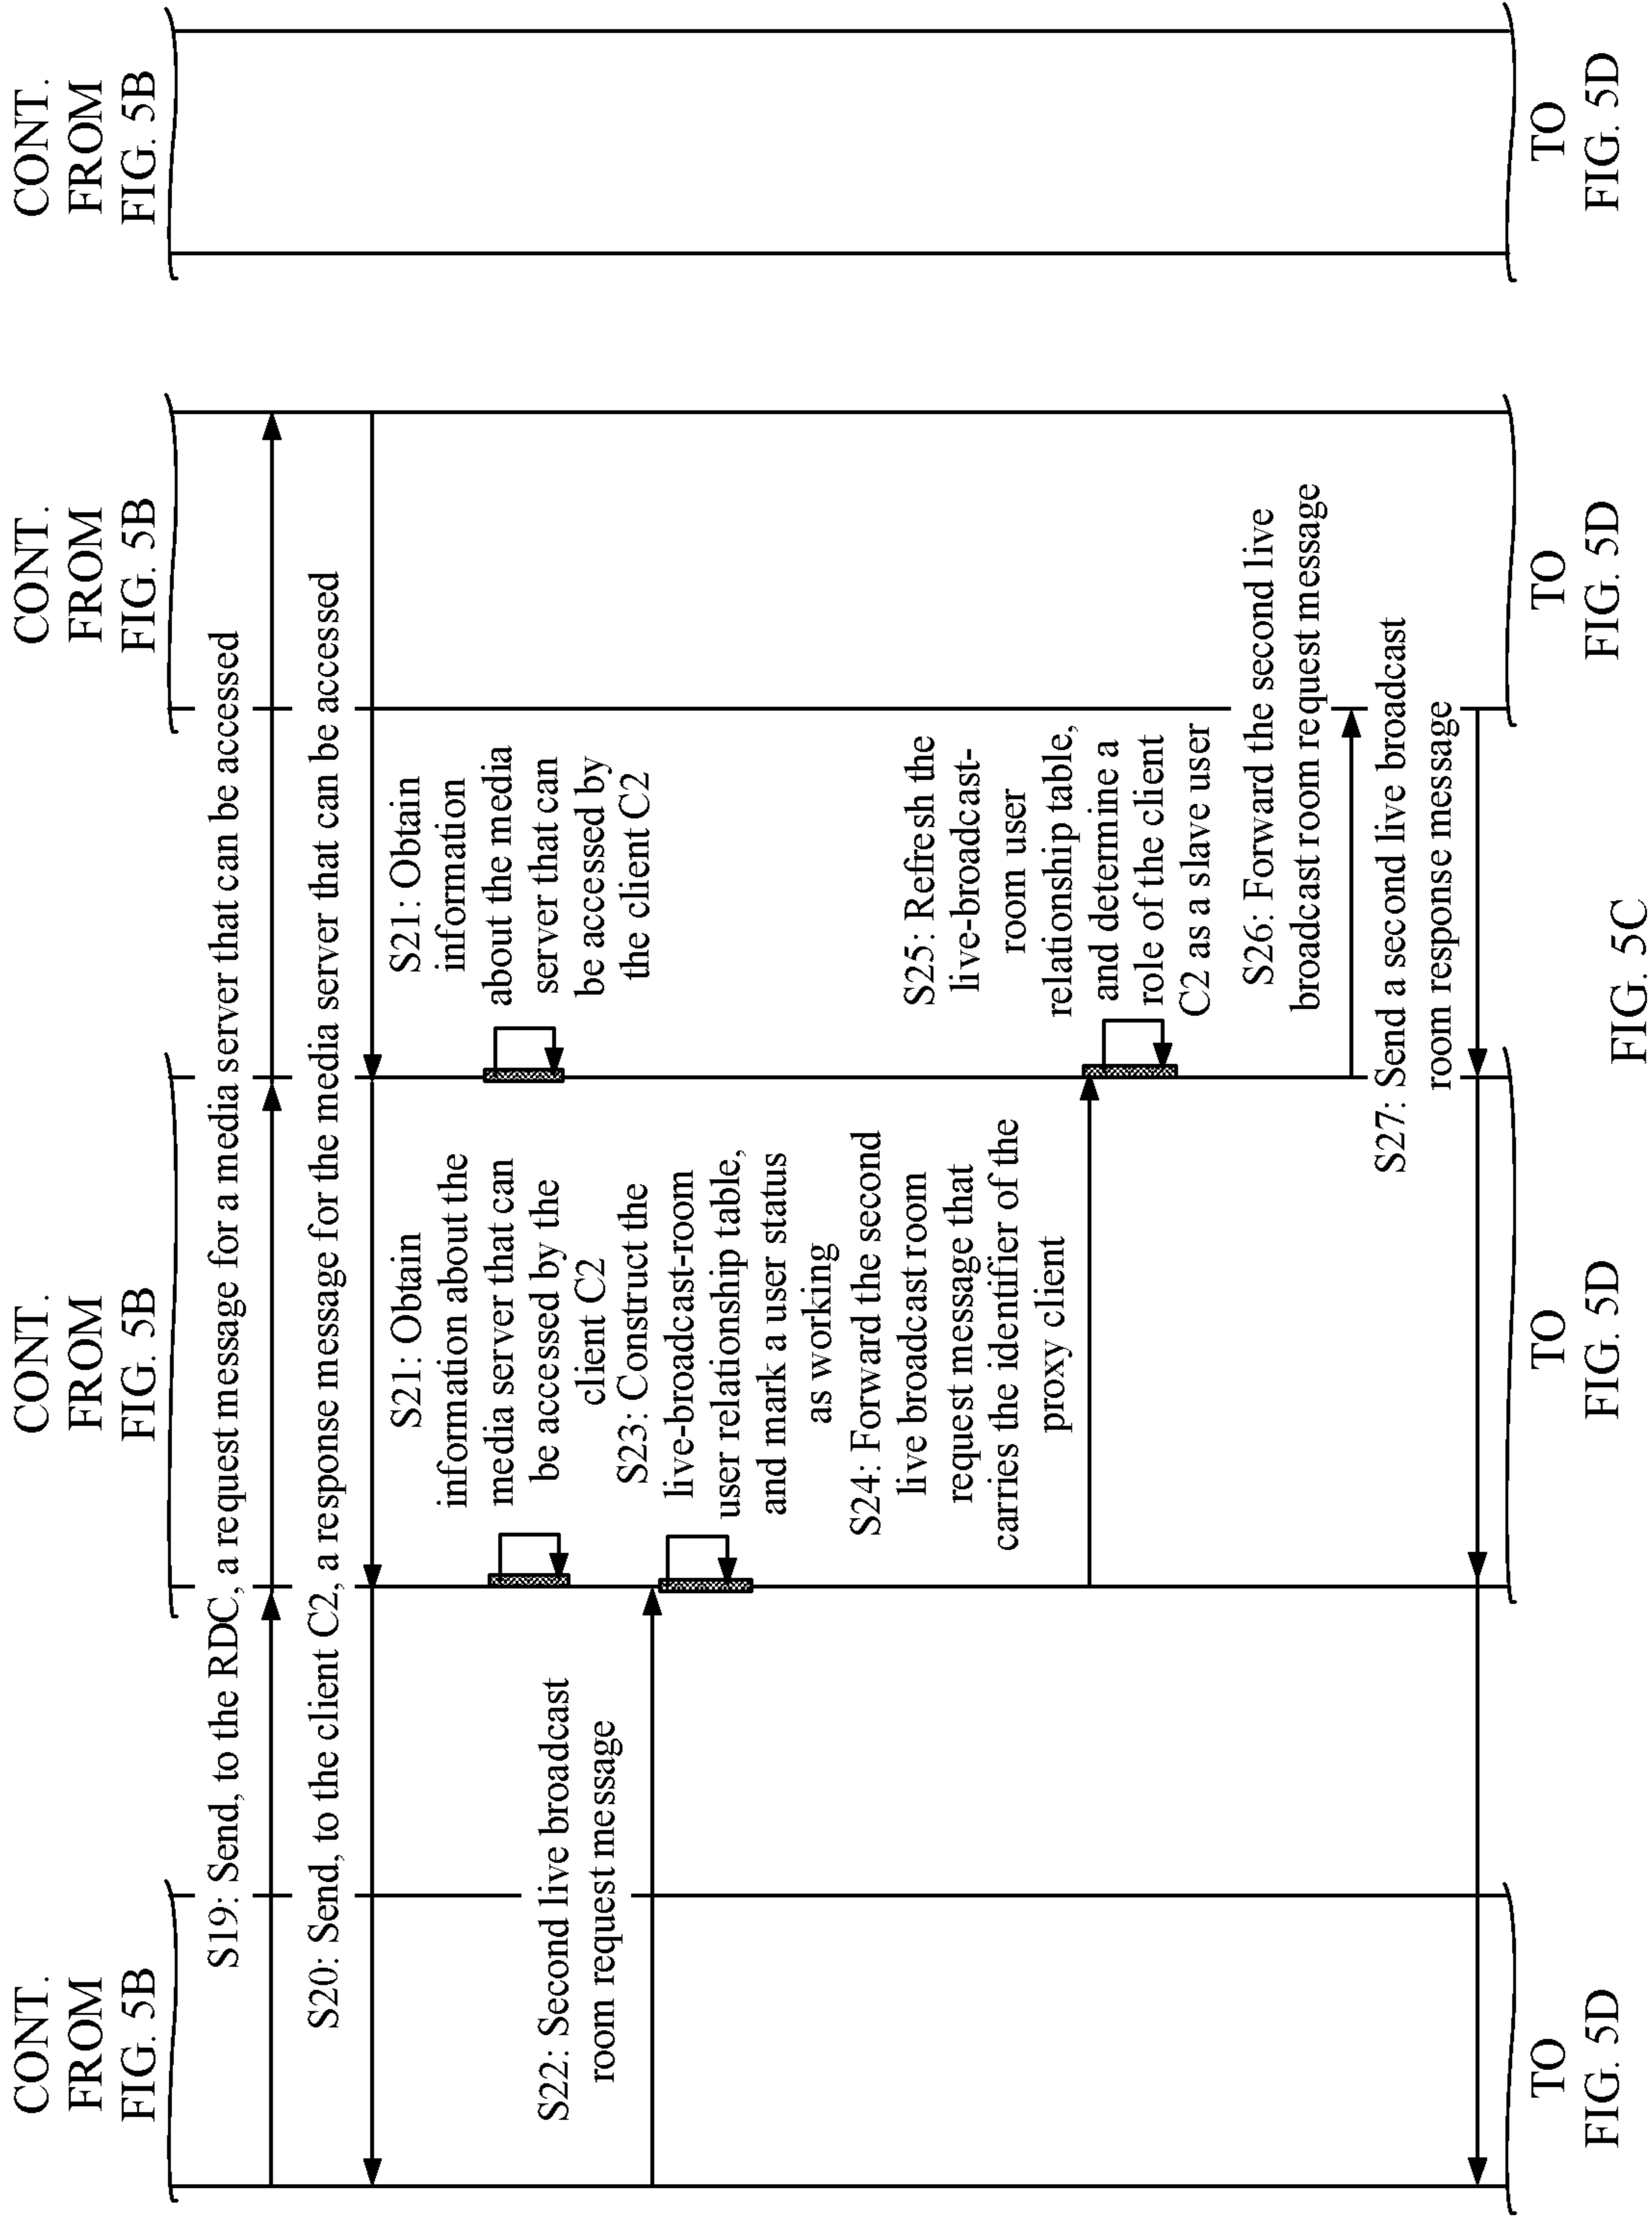 CONT.
FROM
FIG. 5B
CONT.
FROM
FIG. 5B
CONT.
FROM
FIG. 5B
CONT.
FROM
FIG. 5B
S19: Send, to the RDC, a request message for a media server that can be accessed
S20: Send, to the client C2, a response message for the media server that can be accessed
S21: Obtain
information about the
media server that can
be accessed by the
client C2
S21: Obtain
information
about the media
server that can
be accessed by
the client C2
S22: Second live broadcast
room request message
S23: Construct the
live-broadcast-room
user relationship table,
and mark a user status
as working
S24: Forward the second
live broadcast room
request message that
carries the identifier of the
proxy client
S25: Refresh the
live-broadcast-
room user
relationship table,
and determine a
role of the client
C2 as a slave user
S26: Forward the second live
broadcast room request message
S27: Send a second live broadcast
room response message
TO
FIG. 5D
TO
FIG. 5D
TO
FIG. 5D
TO
FIG. 5D
FIG. 5C